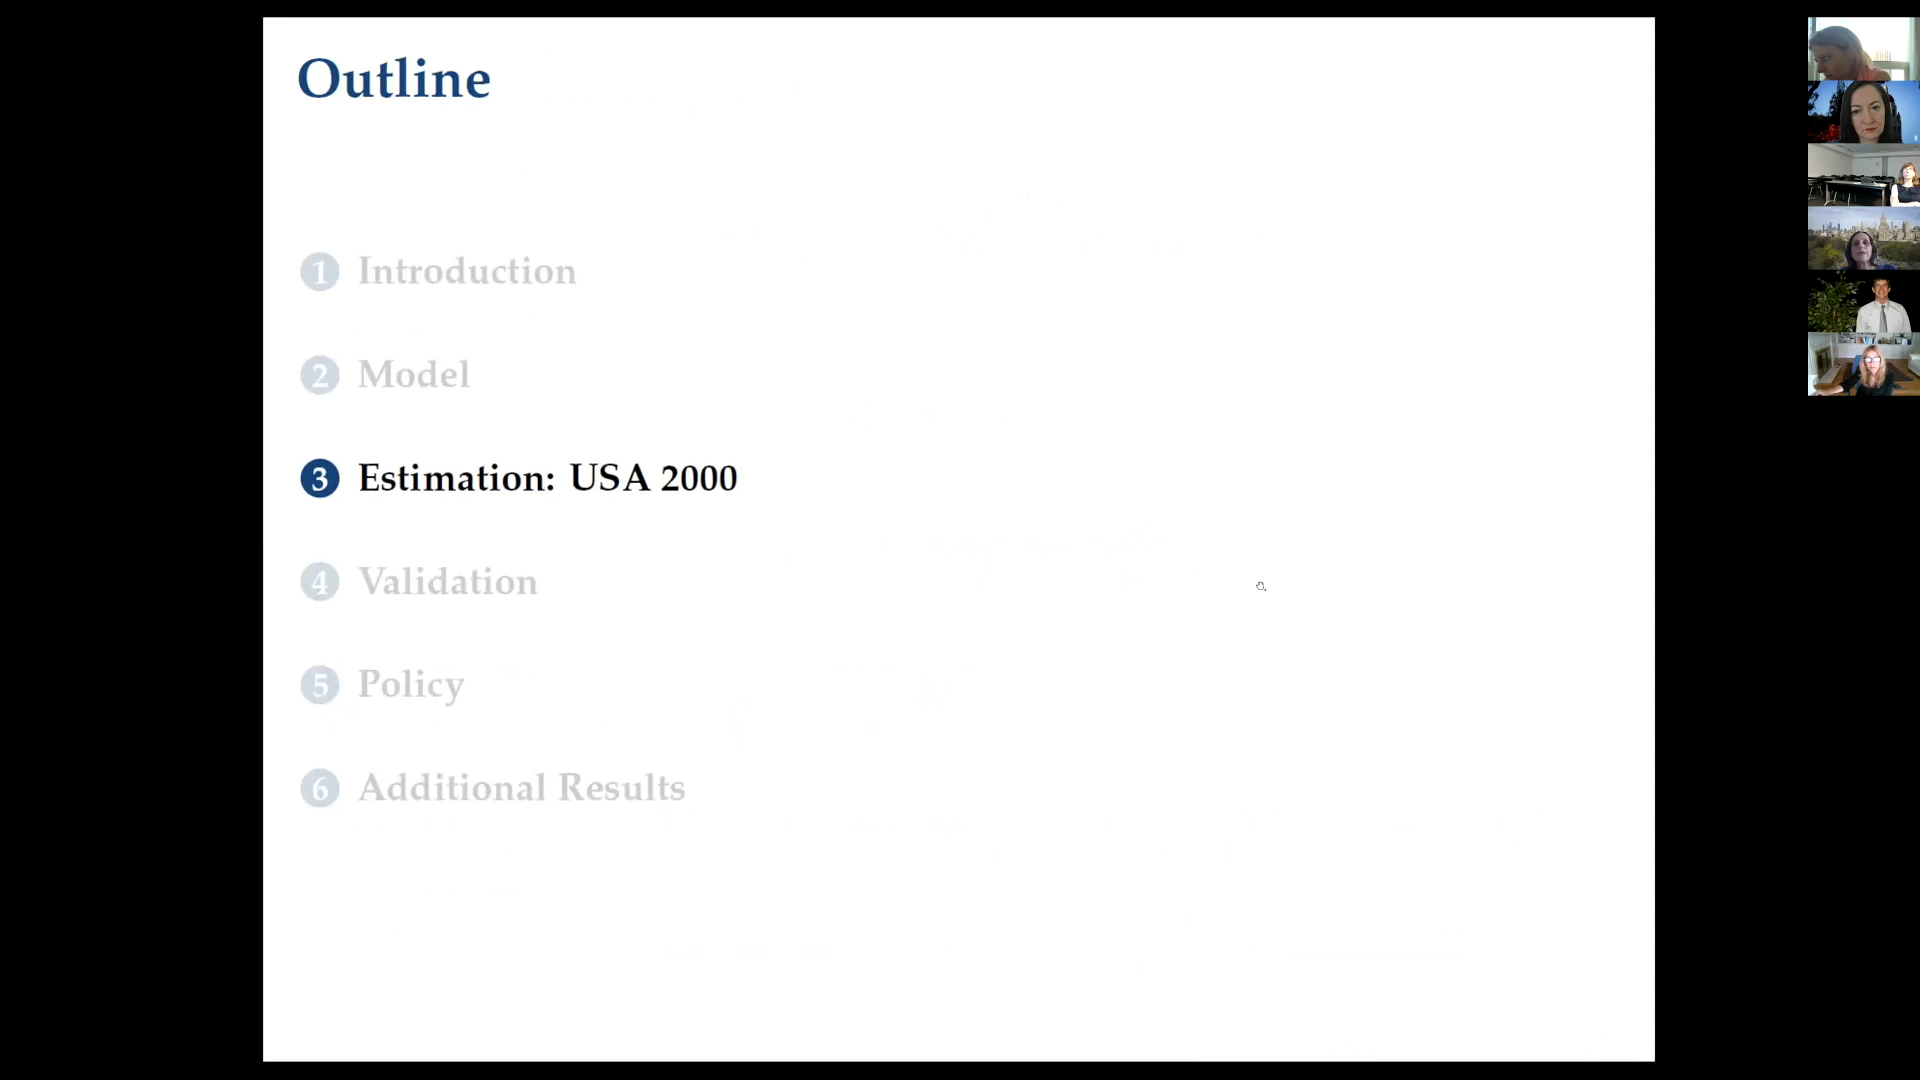 Outline
1 Introduction
2 Model
3 Estimation: USA 2000
4 Validation
5 Policy
6 Additional Results